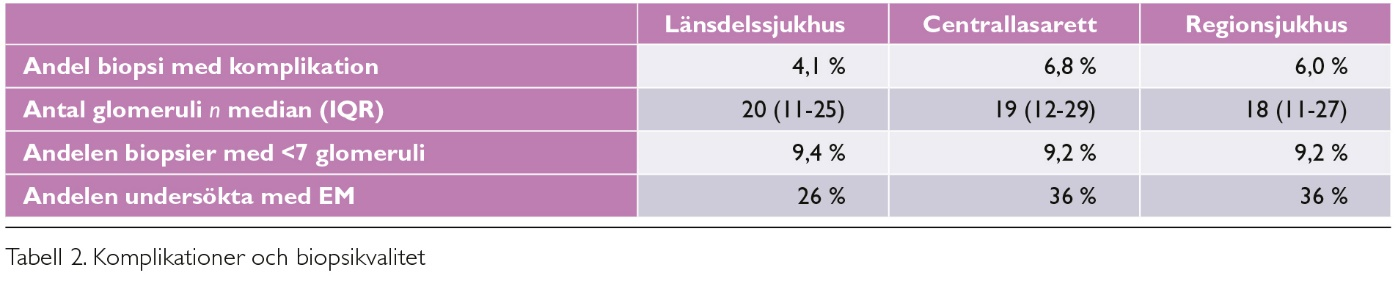 Länsdelssjukhus Centrallasarett Regionsjukhus
Andel biopsi med komplikation 4,1 % 6,8 % 6,0 %
Antal glomeruli n median (IQR) 20 (11-25) 19 (12-29) 18 (11-27)
Andelen biopsier med <7 glomeruli 9,4 % 9,2 % 9,2 %
Andelen undersökta med EM 26 % 36 % 36 %
Tabell 2. Komplikationer och biopsikvalitet